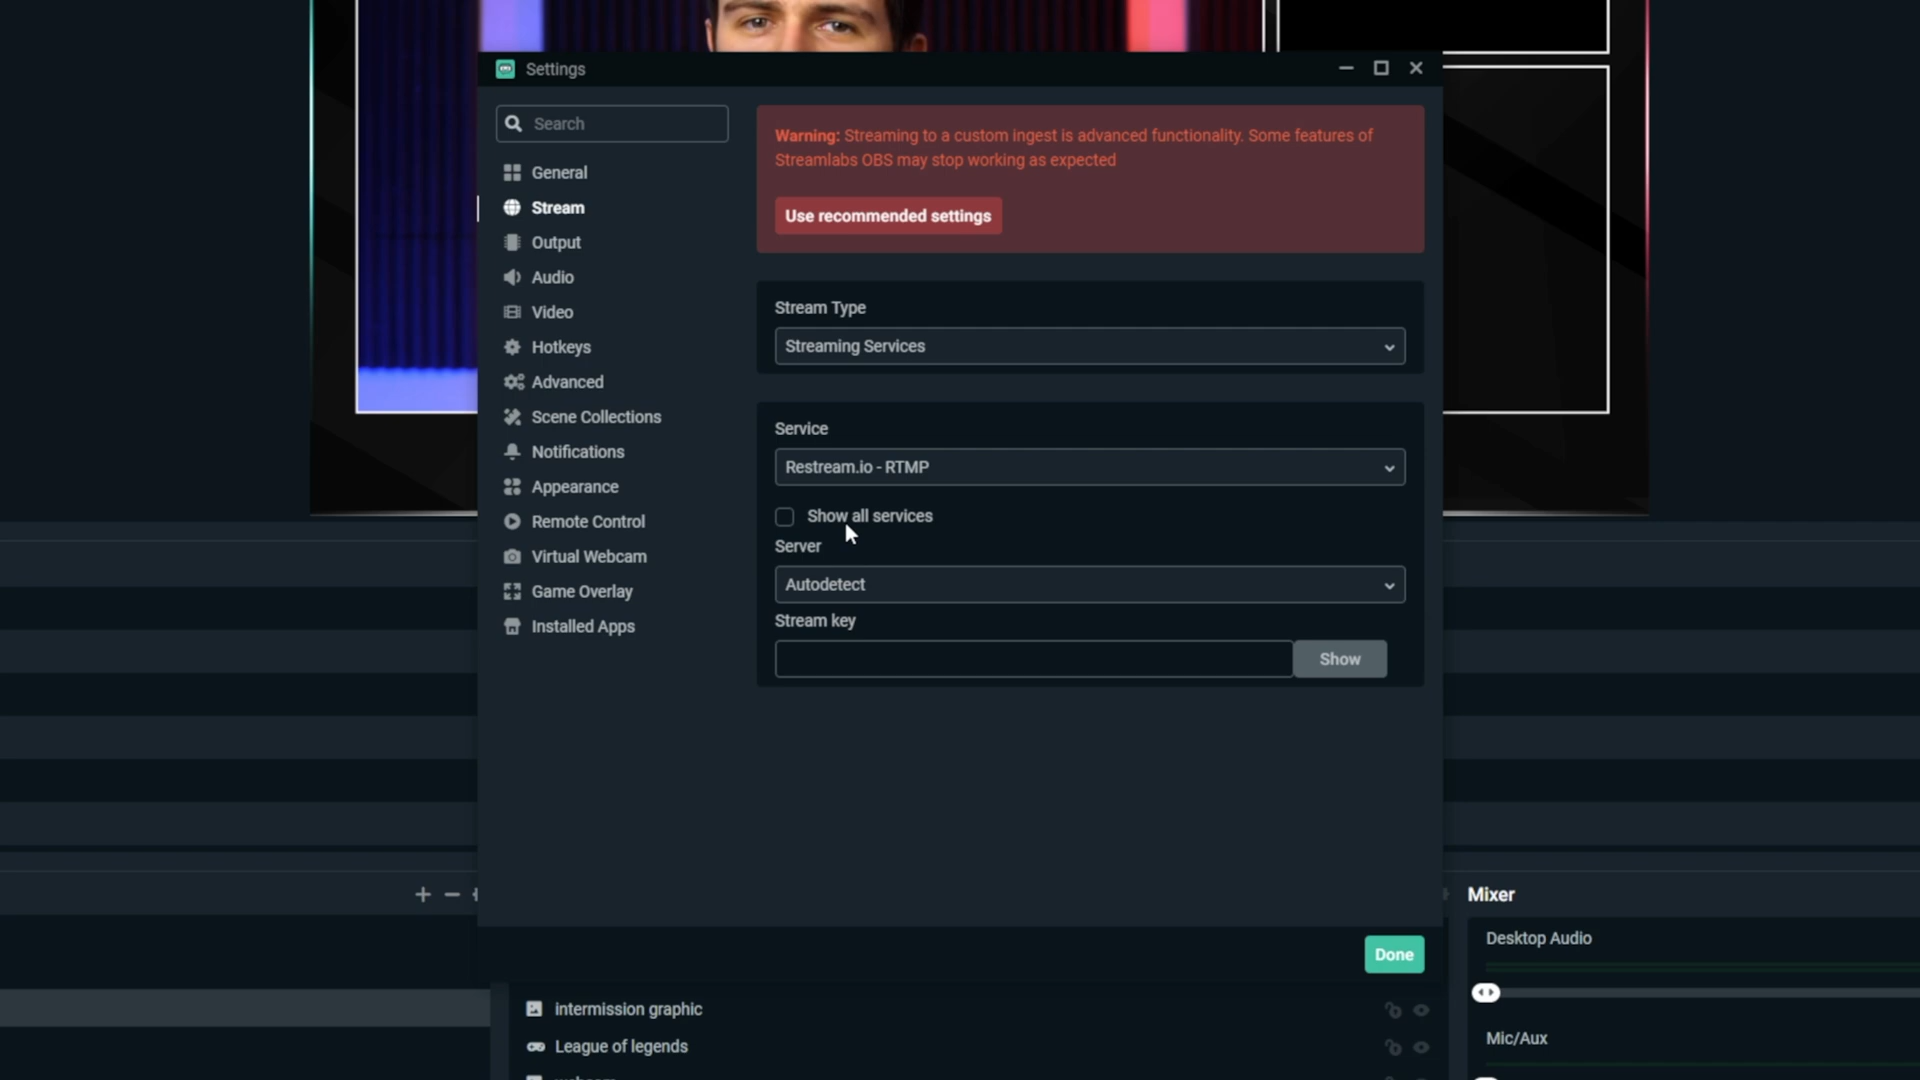 Settings
Search
General
Stream
Output
Audio
Video
Hotkeys
Advanced
Scene Collections
Notifications
Appearance
Remote Control
Virtual Webcam
Game Overlay
Installed Apps
Warning: Streaming to a custom ingest is advanced functionality. Some features of
Streamlabs OBS may stop working as expected
Use recommended settings
Stream Type
Streaming Services
Service
Restream.io - RTMP
Show all services
Server
Autodetect
Stream key
Show
Done
Mixer
Desktop Audio
Mic/Aux
intermission graphic
League of legends